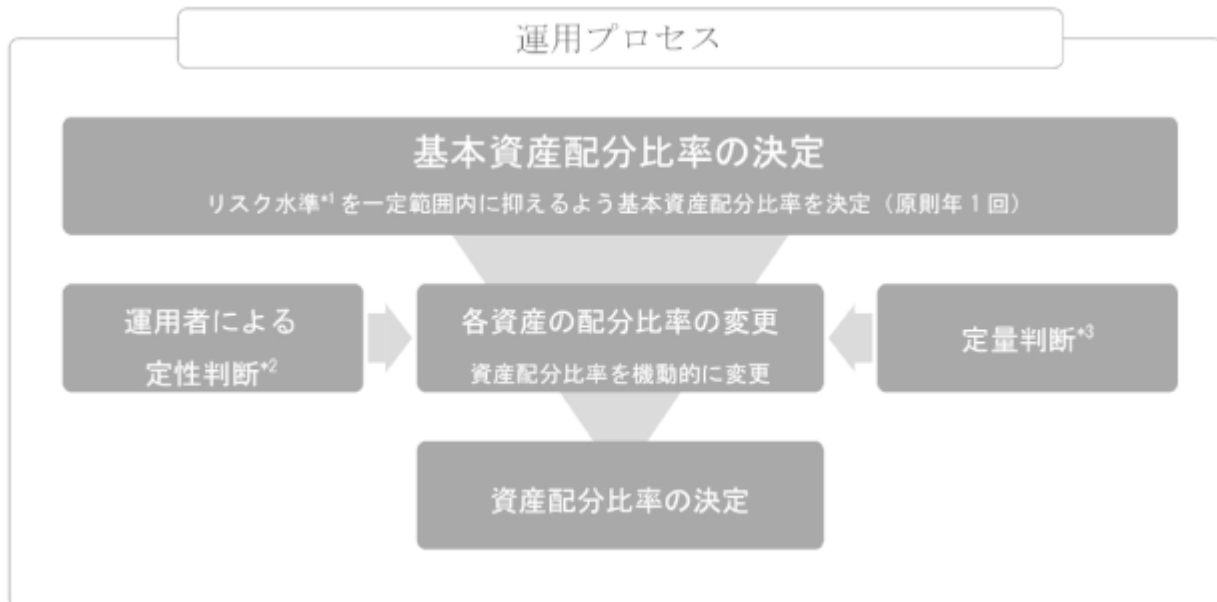 運用プロセス
基本資産配分比率の決定
リスク水準*1を一定範囲内に抑えるよう基本資産配分比率を決定（原則年1回）
運用者による
定性判断*2
各資産の配分比率の変更
資産配分比率を機動的に変更
定量判断*3
資産配分比率の決定